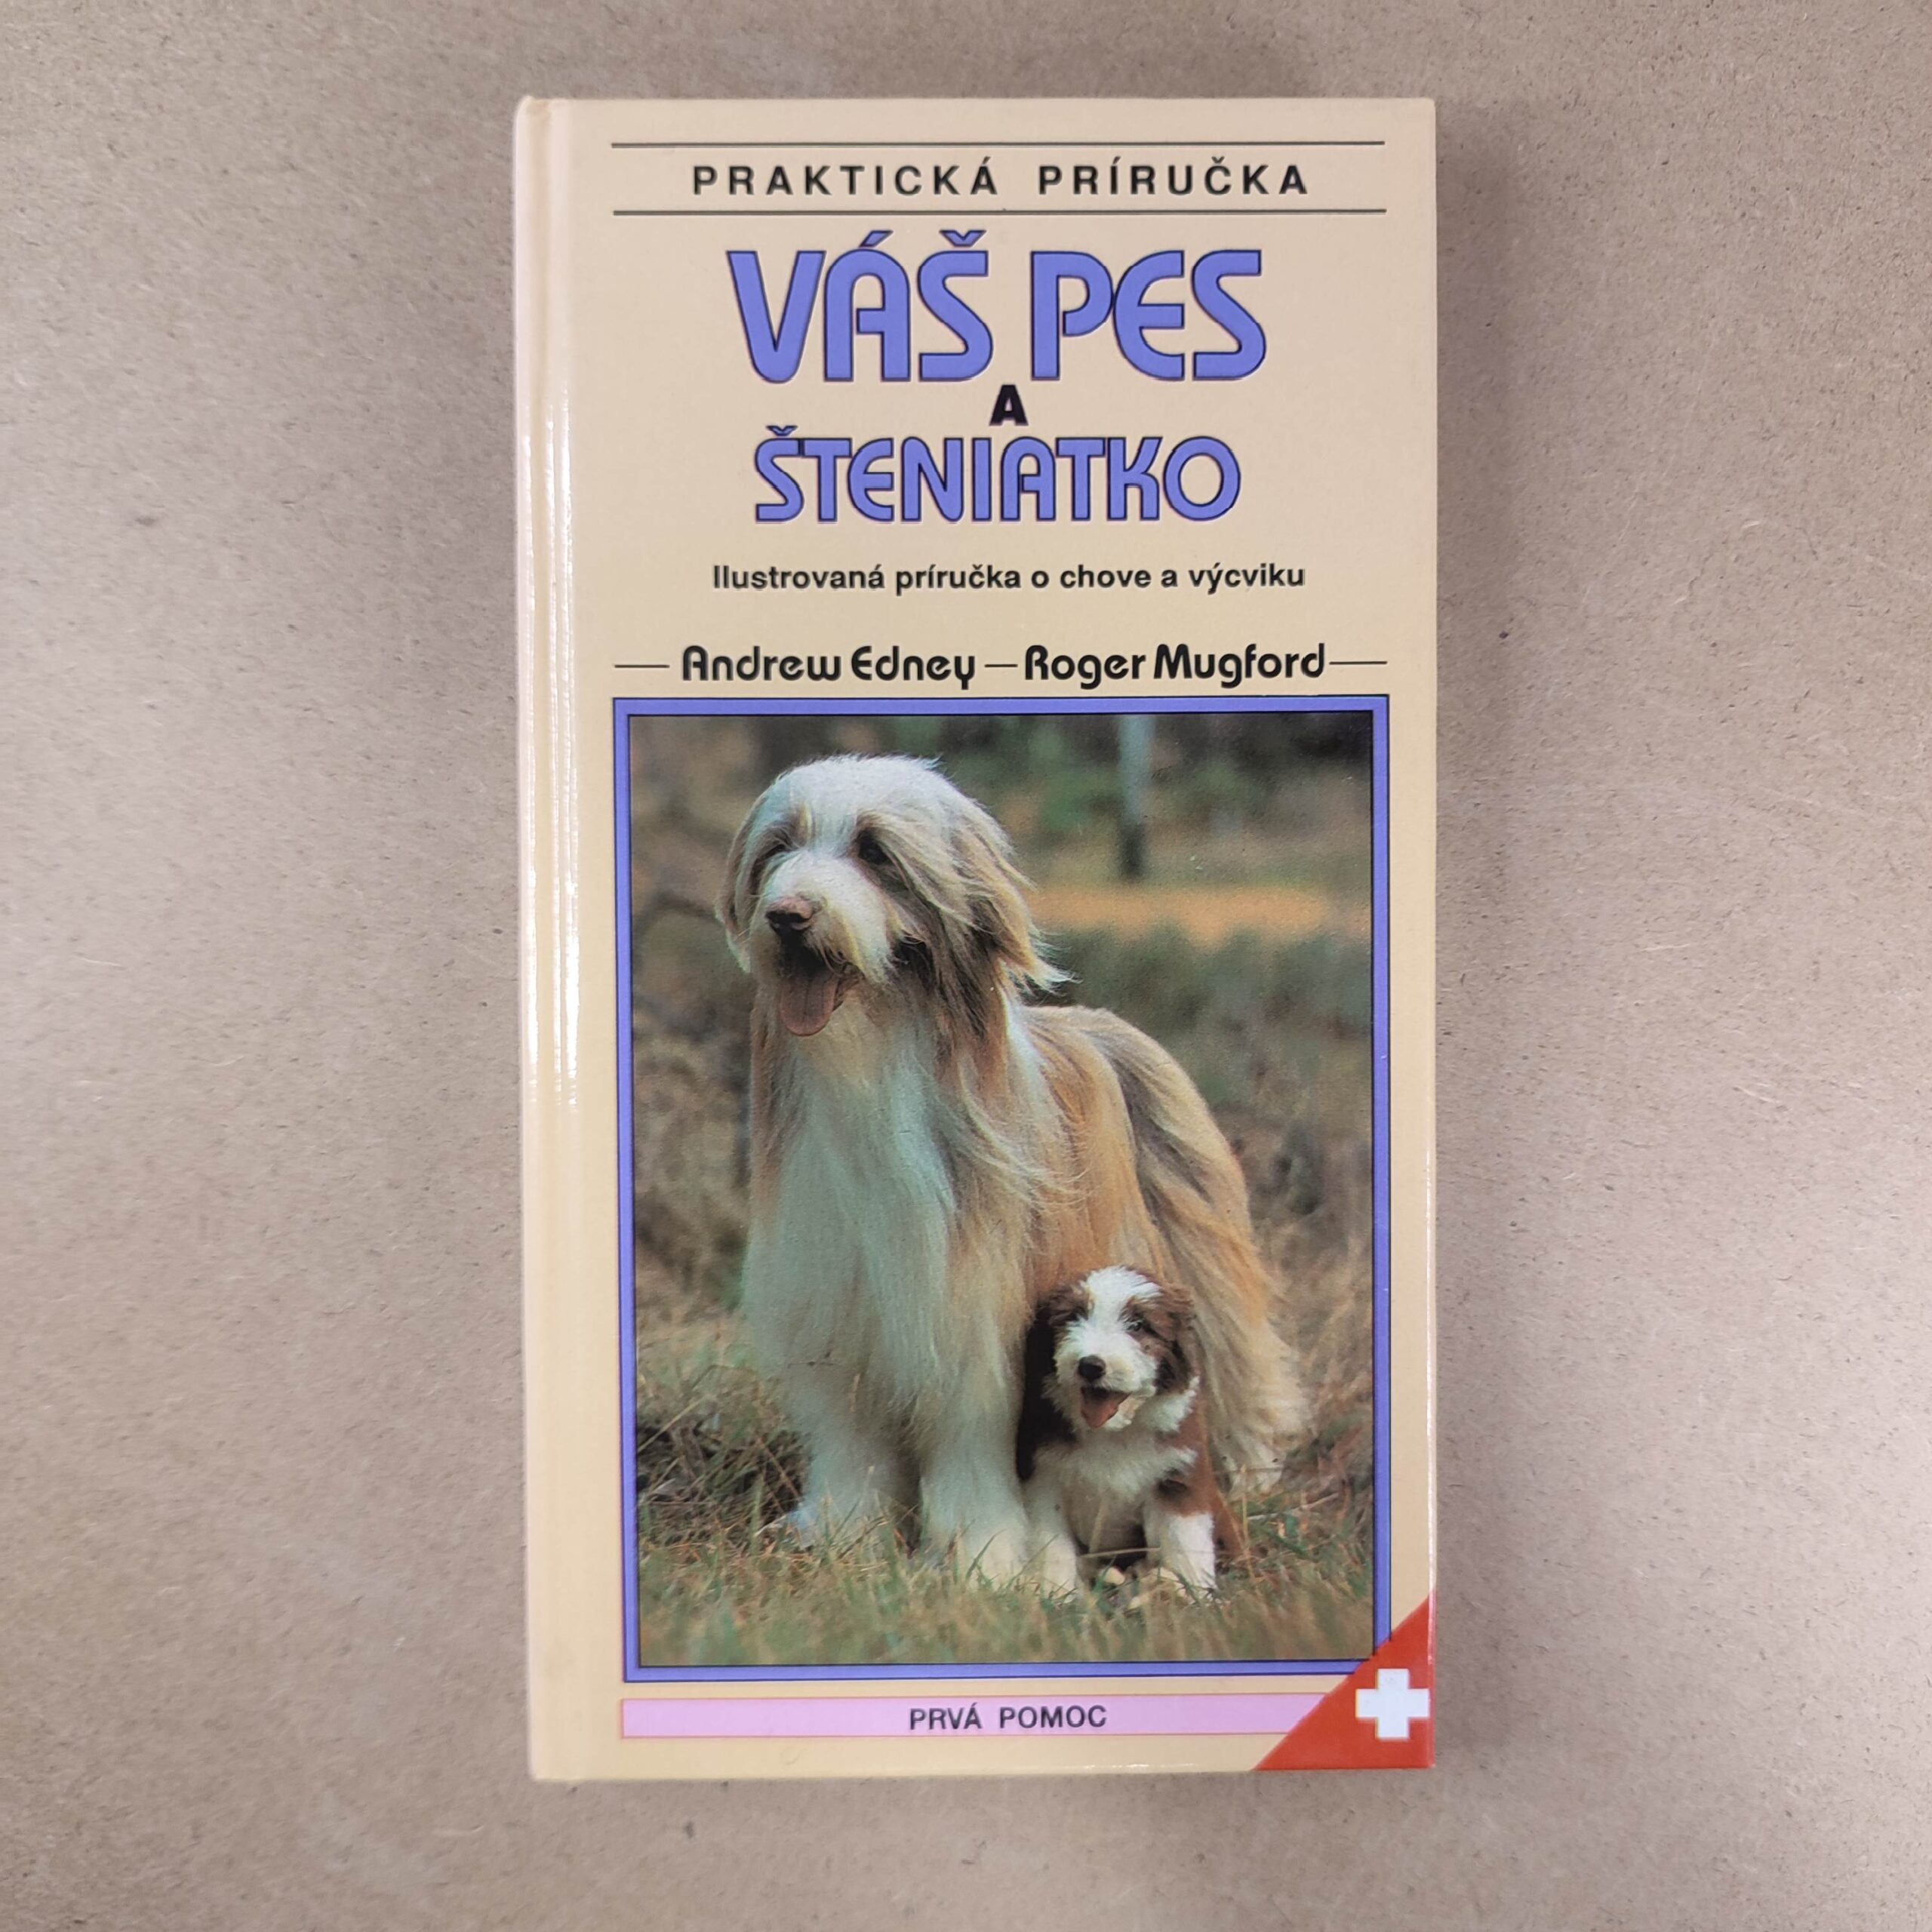 PRAKTICKÁ PRÍRUČKA
VÁŠ PES
A
ŠTENIATKO
Ilustrovaná príručka o chove a výcviku
Andrew Edney — Roger Mugford
PRVÁ POMOC